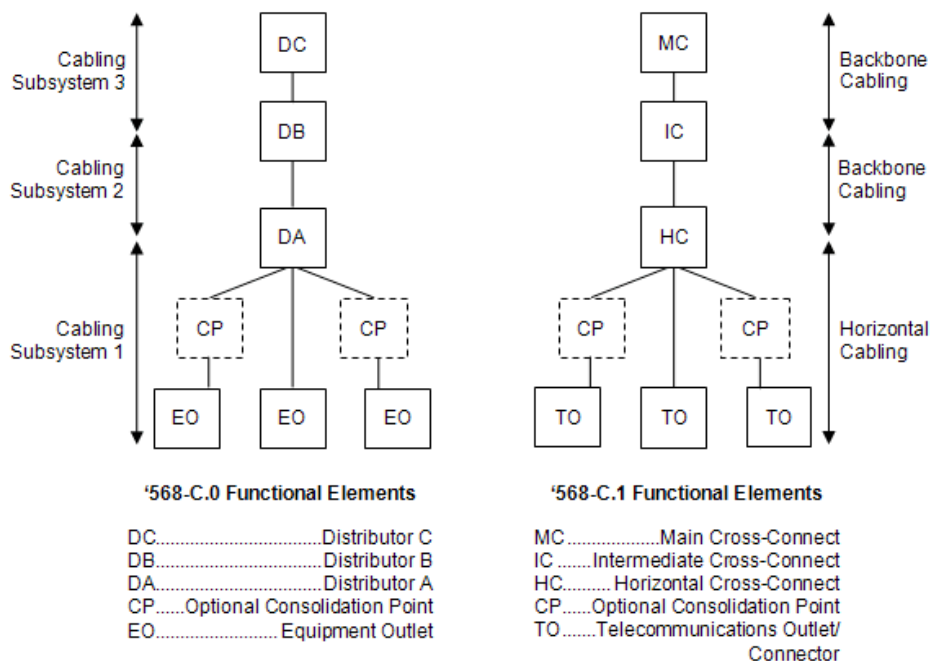 DC
MC
Cabling
Subsystem 3
Backbone
Cabling
DB
IC
Cabling
Subsystem 2
Backbone
Cabling
DA
HC
CP
CP
CP
CP
Cabling
Subsystem 1
Horizontal
Cabling
EO
EO
EO
TO
TO
TO
‘568-C.0 Functional Elements
DC................................Distributor C
DB................................Distributor B
DA................................Distributor A
CP......Optional Consolidation Point
EO....................... Equipment Outlet
‘568-C.1 Functional Elements
MC..................Main Cross-Connect
IC ......Intermediate Cross-Connect
HC.......... Horizontal Cross-Connect
CP......Optional Consolidation Point
TO.......Telecommunications Outlet/
Connector